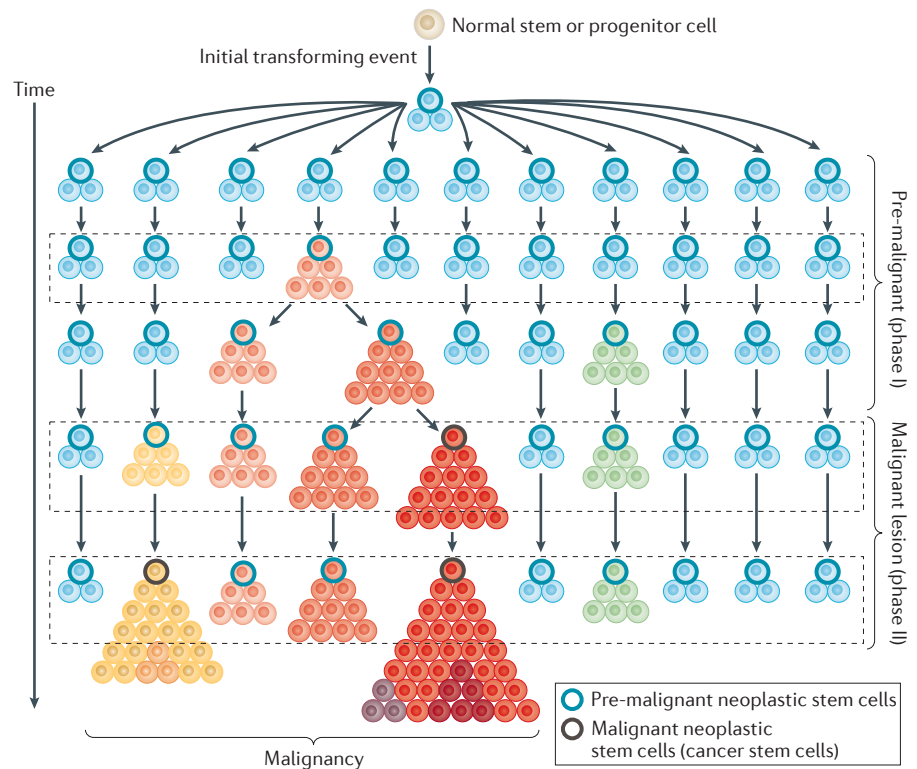 Normal stem or progenitor cell
Initial transforming event
Time
Pre-malignant (phase I)
Malignant lesion (phase II)
Pre-malignant neoplastic stem cells
Malignant neoplastic
stem cells (cancer stem cells)
Malignancy